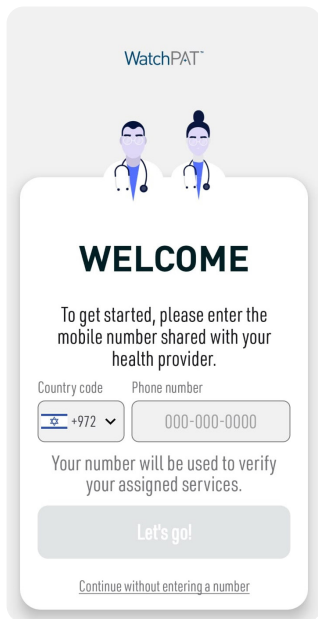 WatchPAT™
WELCOME
To get started, please enter the
mobile number shared with your
health provider.
Country code Phone number
+972 000-000-0000
Your number will be used to verify
your assigned services.
Let's go!
Continue without entering a number